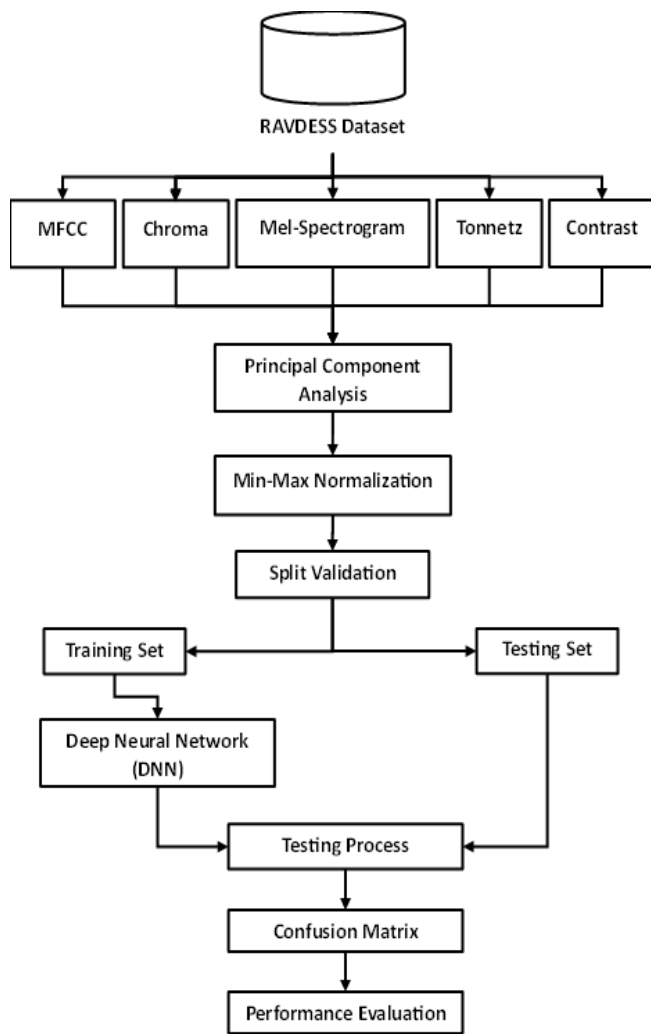 RAVDESS Dataset
MFCC
Chroma
Mel-Spectrogram
Tonnetz
Contrast
Principal Component
Analysis
Min-Max Normalization
Split Validation
Training Set
Testing Set
Deep Neural Network
(DNN)
Testing Process
Confusion Matrix
Performance Evaluation